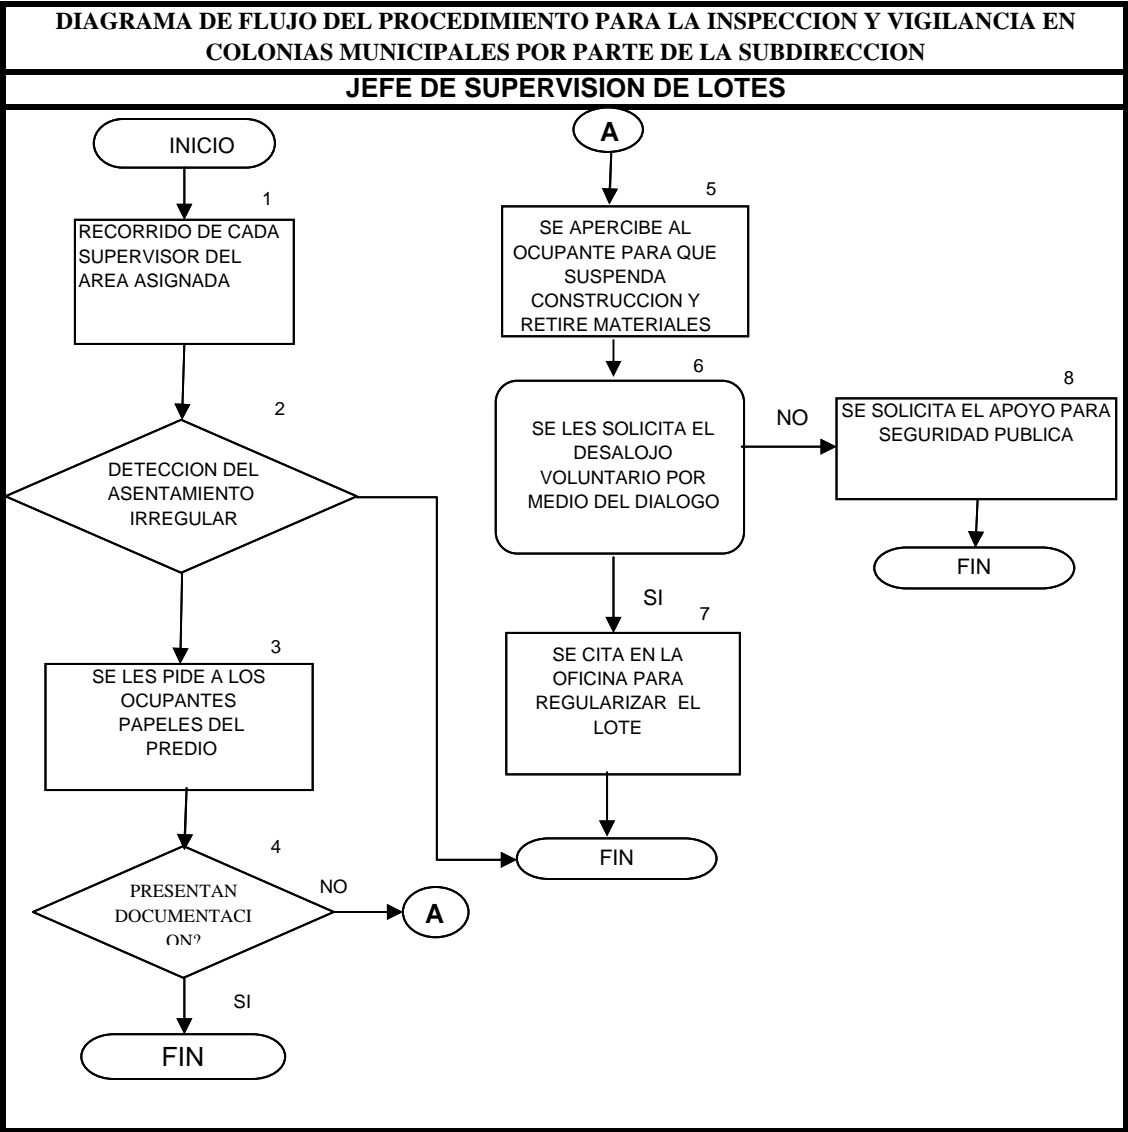 DIAGRAMA DE FLUJO DEL PROCEDIMIENTO PARA LA INSPECCION Y VIGILANCIA EN
COLONIAS MUNICIPALES POR PARTE DE LA SUBDIRECCION
JEFE DE SUPERVISION DE LOTES
INICIO
1
RECORRIDO DE CADA
SUPERVISOR DEL
AREA ASIGNADA
2
DETECCION DEL
ASENTAMIENTO
IRREGULAR
3
SE LES PIDE A LOS
OCUPANTES
PAPELES DEL
PREDIO
4
PRESENTAN
DOCUMENTACI
ON?
NO
A
SI
FIN
A
5
SE APERCIBE AL
OCUPANTE PARA QUE
SUSPENDA
CONSTRUCCION Y
RETIRE MATERIALES
6
SE LES SOLICITA EL
DESALOJO
VOLUNTARIO POR
MEDIO DEL DIALOGO
NO
8
SE SOLICITA EL APOYO PARA
SEGURIDAD PUBLICA
FIN
SI
7
SE CITA EN LA
OFICINA PARA
REGULARIZAR EL
LOTE
FIN